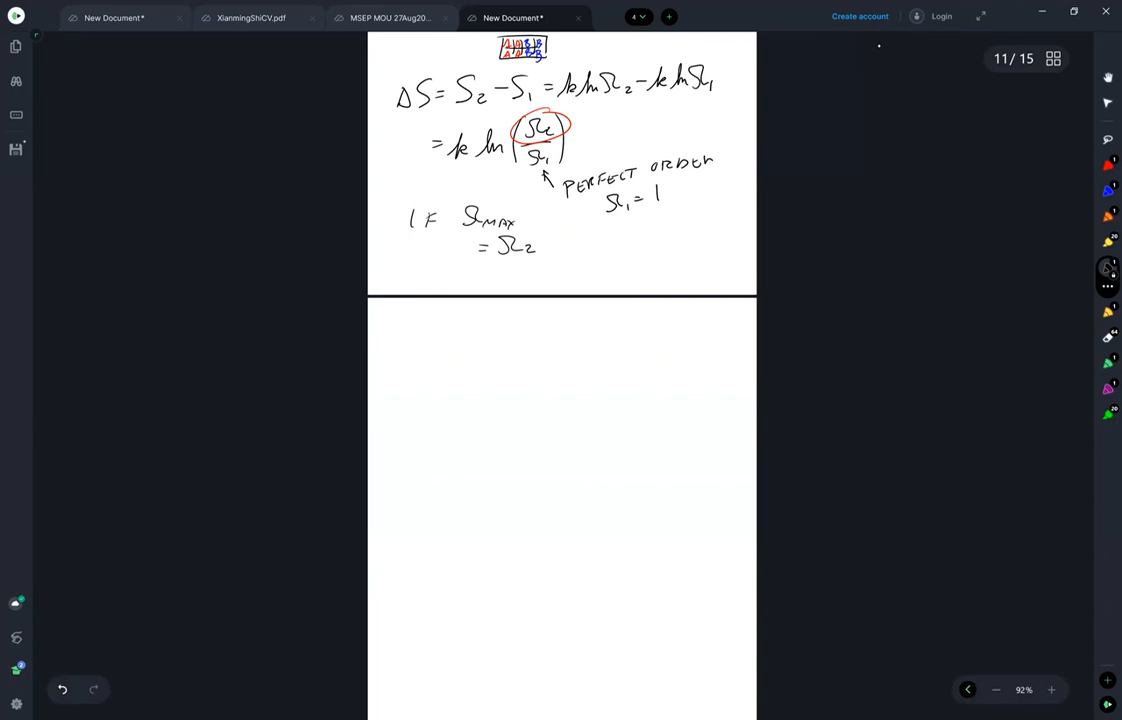 New Document*
XianmingShiCV.pdf
MSEP MOU 27Aug20...
New Document*
4
Create account
Login
11/15
A A B B
A A B B
ΔS = S₂ - S₁ = k ln Ω₂ - k ln Ω₁
= k ln (Ω₂/Ω₁)
PERFECT ORDER
Ω₁ = 1
IF Ω_MAX
= Ω₂
92%